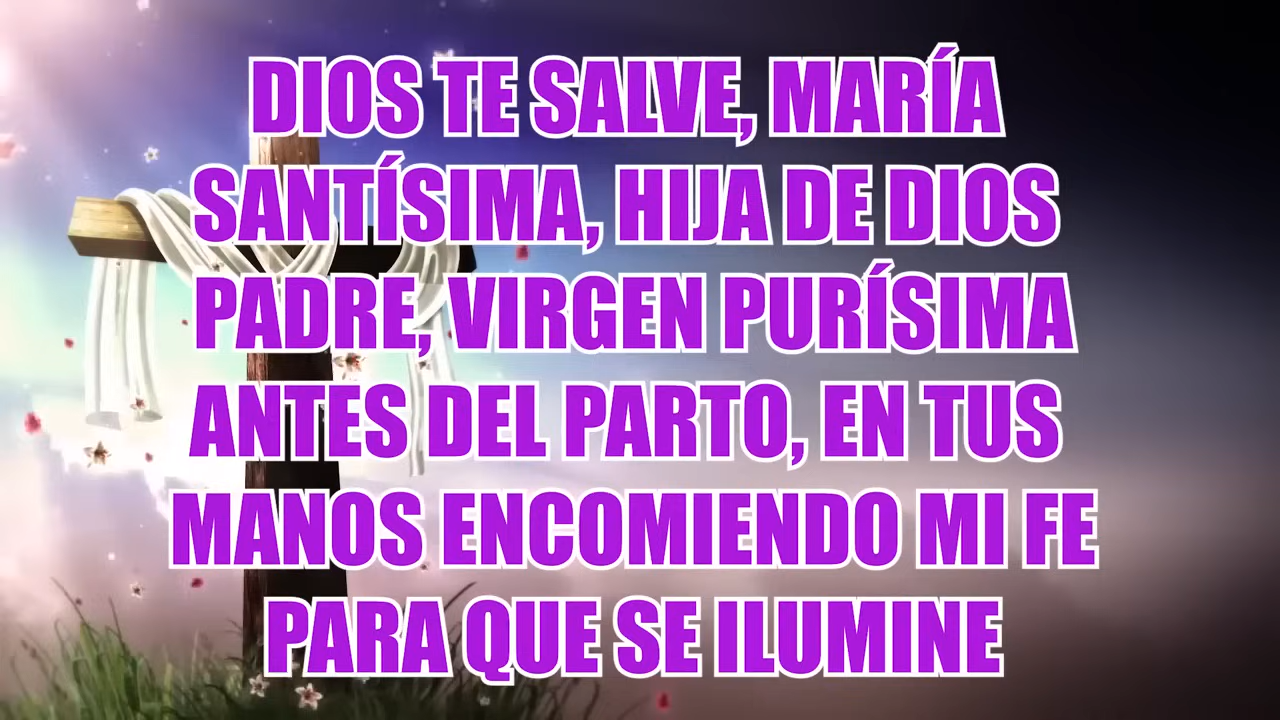 DIOS TE SALVE, MARÍA
SANTÍSIMA, HIJA DE DIOS
PADRE, VIRGEN PURÍSIMA
ANTES DEL PARTO, EN TUS
MANOS ENCOMIENDO MI FE
PARA QUE SE ILUMINE